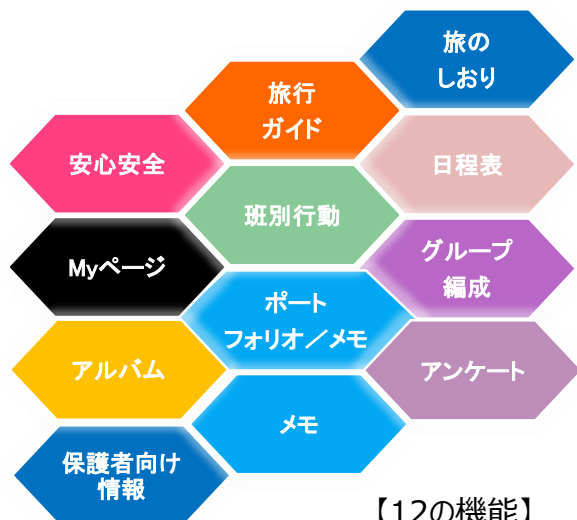 旅の
しおり
旅行
ガイド
安心安全
日程表
班別行動
Myページ
グループ
編成
ポート
フォリオ／メモ
アルバム
アンケート
メモ
保護者向け
情報
【12の機能】